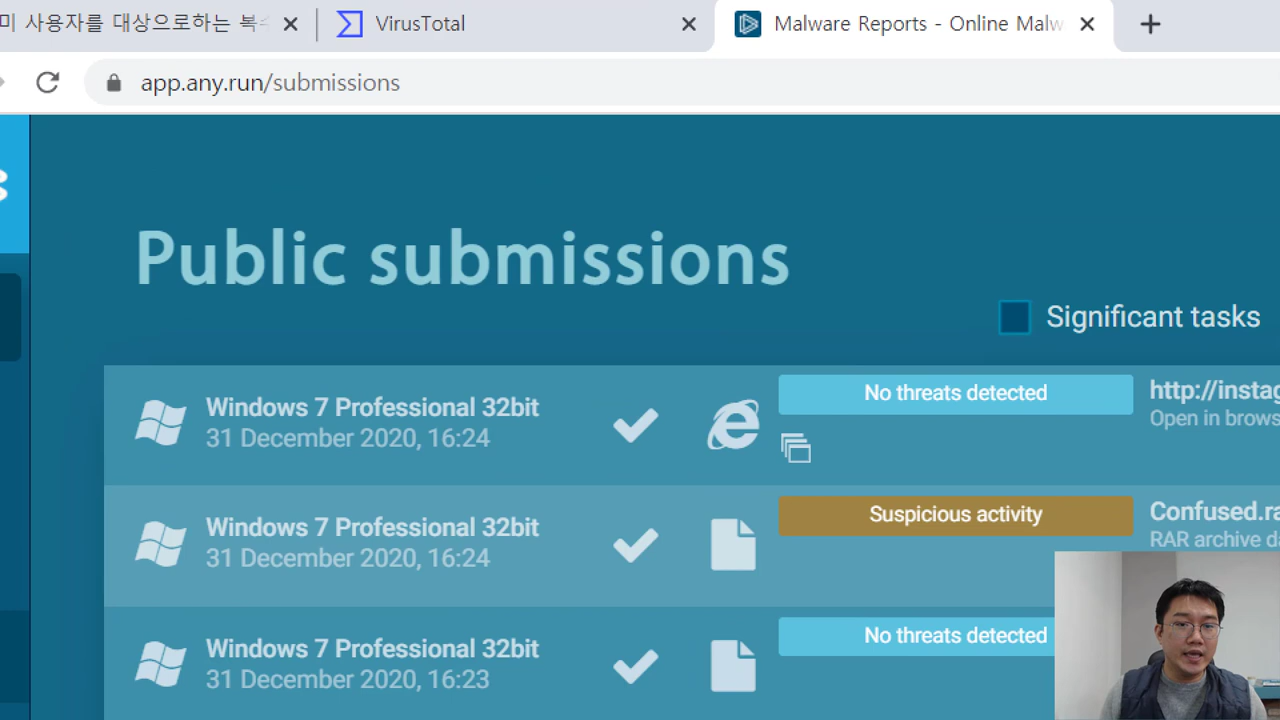 미 사용자를 대상으로하는 복수
VirusTotal
Malware Reports - Online Malw
app.any.run/submissions
Public submissions
Significant tasks
Windows 7 Professional 32bit
31 December 2020, 16:24
No threats detected
http://instag
Open in brows
Windows 7 Professional 32bit
31 December 2020, 16:24
Suspicious activity
Confused.ra
RAR archive da
Windows 7 Professional 32bit
31 December 2020, 16:23
No threats detected